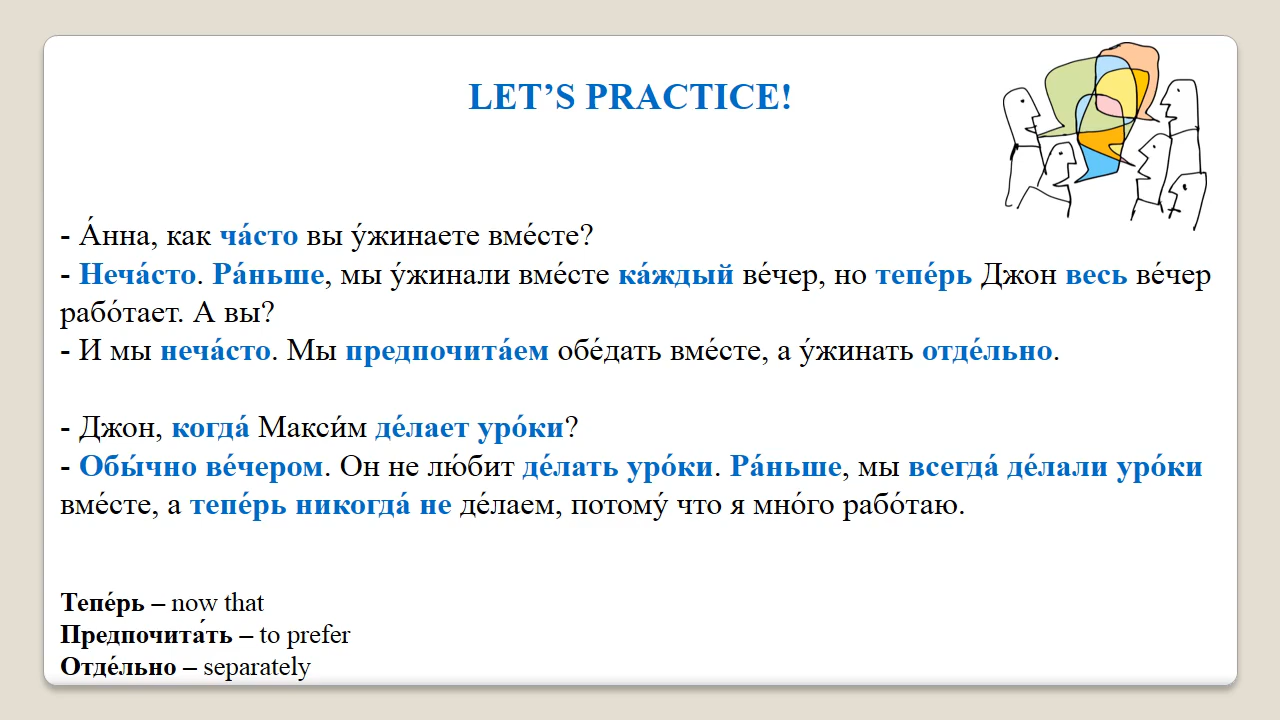 LET’S PRACTICE!
- А́нна, как ча́сто вы у́жинаете вме́сте?
- Неча́сто. Ра́ньше, мы у́жинали вме́сте ка́ждый ве́чер, но тепе́рь Джон весь ве́чер
рабо́тает. А вы?
- И мы неча́сто. Мы предпочита́ем обе́дать вме́сте, а у́жинать отде́льно.
- Джон, когда́ Макси́м де́лает уро́ки?
- Обы́чно ве́чером. Он не лю́бит де́лать уро́ки. Ра́ньше, мы всегда́ де́лали уро́ки
вме́сте, а тепе́рь никогда́ не де́лаем, потому́ что я мно́го рабо́таю.
Тепе́рь – now that
Предпочита́ть – to prefer
Отде́льно – separately